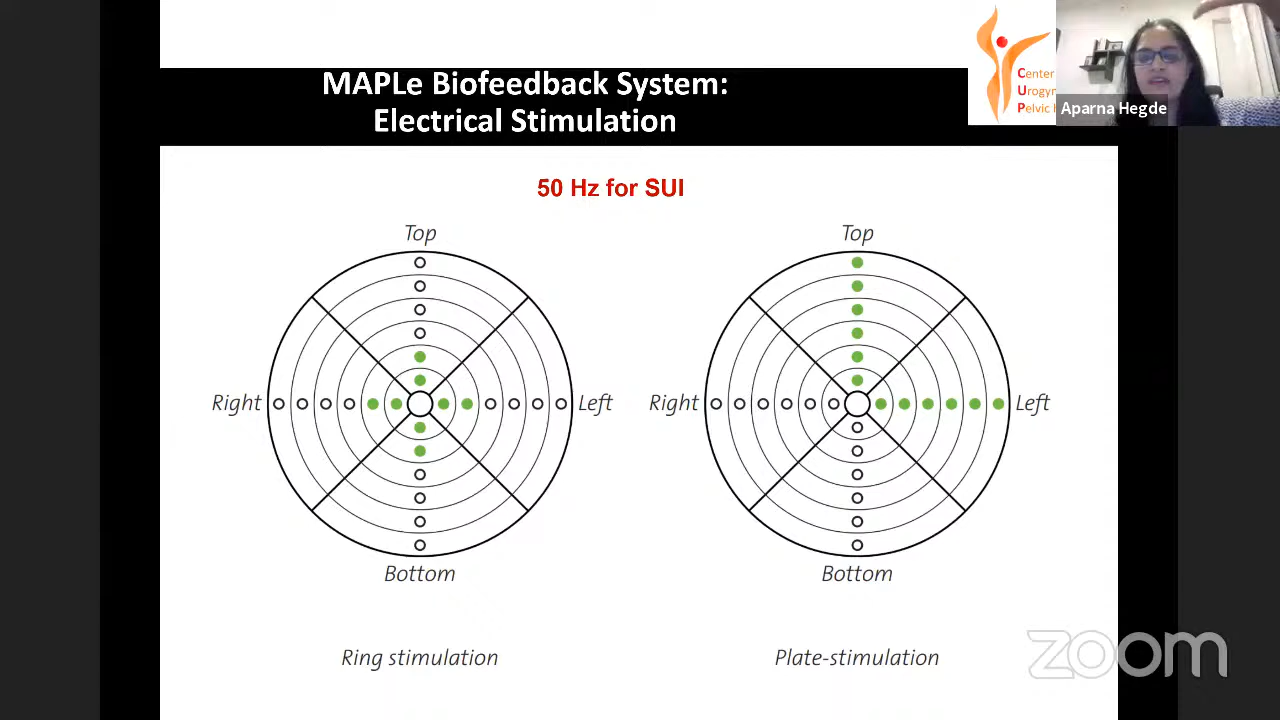 MAPLe Biofeedback System:
Electrical Stimulation
Center
Urogyn
Pelvic H
Aparna Hegde
50 Hz for SUI
Top
Top
Right
Left
Right
Left
Bottom
Bottom
Ring stimulation
Plate-stimulation
zoom